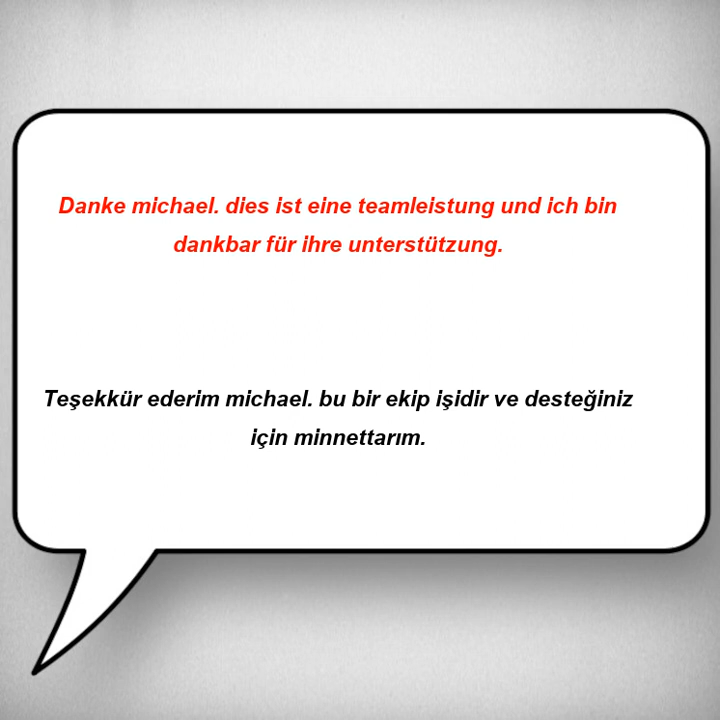 Danke michael. dies ist eine teamleistung und ich bin
dankbar für ihre unterstützung.
Teşekkür ederim michael. bu bir ekip işidir ve desteğiniz
için minnettarım.